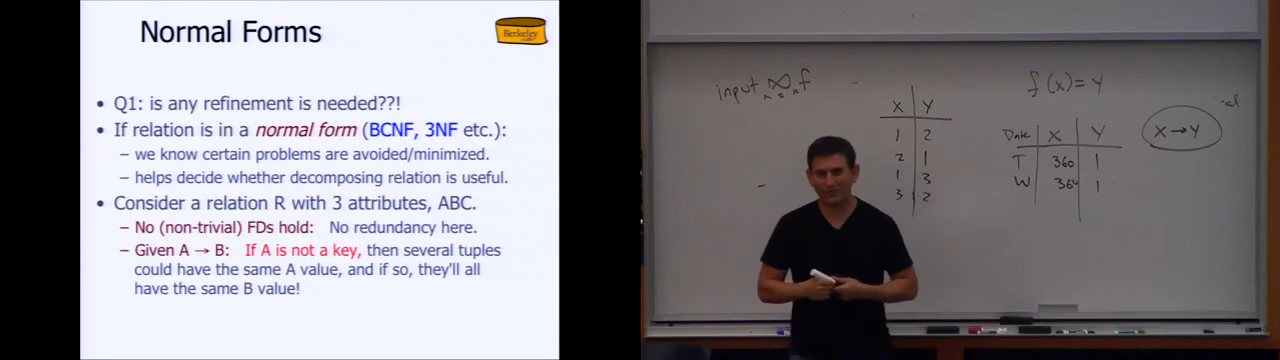 Normal Forms
Berkeley
• Q1: is any refinement is needed??!
• If relation is in a normal form (BCNF, 3NF etc.):
– we know certain problems are avoided/minimized.
– helps decide whether decomposing relation is useful.
• Consider a relation R with 3 attributes, ABC.
– No (non-trivial) FDs hold: No redundancy here.
– Given A → B: If A is not a key, then several tuples
could have the same A value, and if so, they'll all
have the same B value!
input ⋈ f
x = x
X Y
1 2
2 1
1 3
3 2
f(x) = Y
Date X Y
T 360 1
W 360 1
X → Y